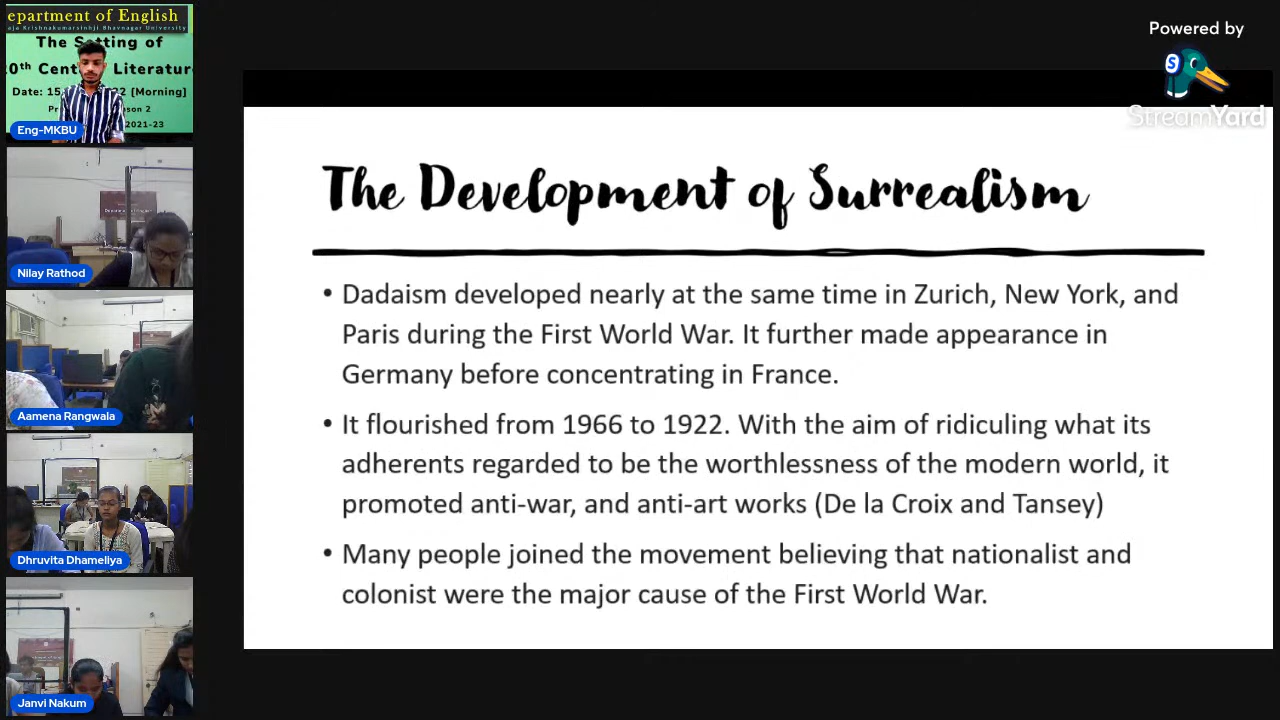 epartment of English
aja Krishnakumarsinhji Bhavnagar University
The Setting of
Literature
Date: 15 [Morning]
2021-23
Eng-MKBU
Nilay Rathod
Aamena Rangwala
Dhruvita Dhameliya
Janvi Nakum
Powered by
S
StreamYard
The Development of Surrealism
• Dadaism developed nearly at the same time in Zurich, New York, and
Paris during the First World War. It further made appearance in
Germany before concentrating in France.
• It flourished from 1966 to 1922. With the aim of ridiculing what its
adherents regarded to be the worthlessness of the modern world, it
promoted anti-war, and anti-art works (De la Croix and Tansey)
• Many people joined the movement believing that nationalist and
colonist were the major cause of the First World War.